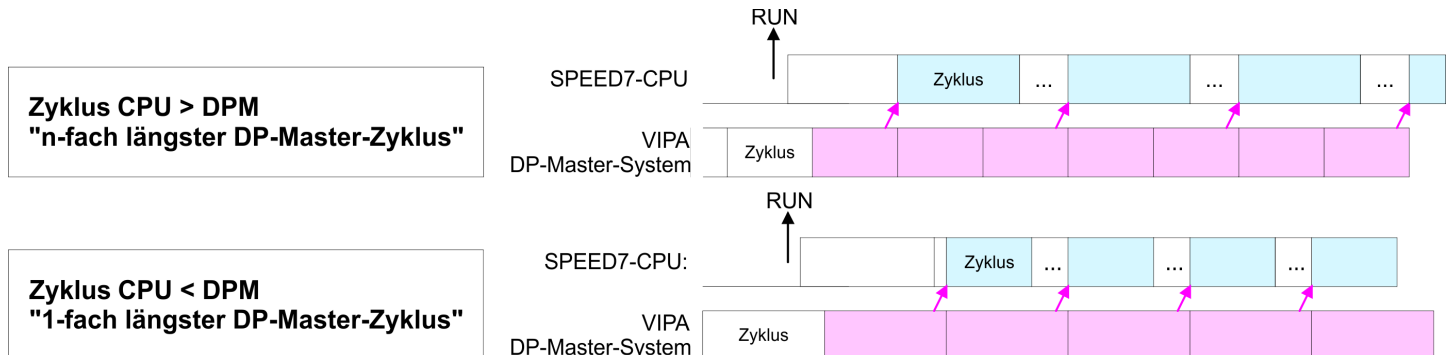 RUN
SPEED7-CPU
Zyklus
...
...
...
Zyklus CPU > DPM
"n-fach längster DP-Master-Zyklus"
VIPA
DP-Master-System
Zyklus
RUN
SPEED7-CPU:
Zyklus
...
...
...
Zyklus CPU < DPM
"1-fach längster DP-Master-Zyklus"
VIPA
DP-Master-System
Zyklus